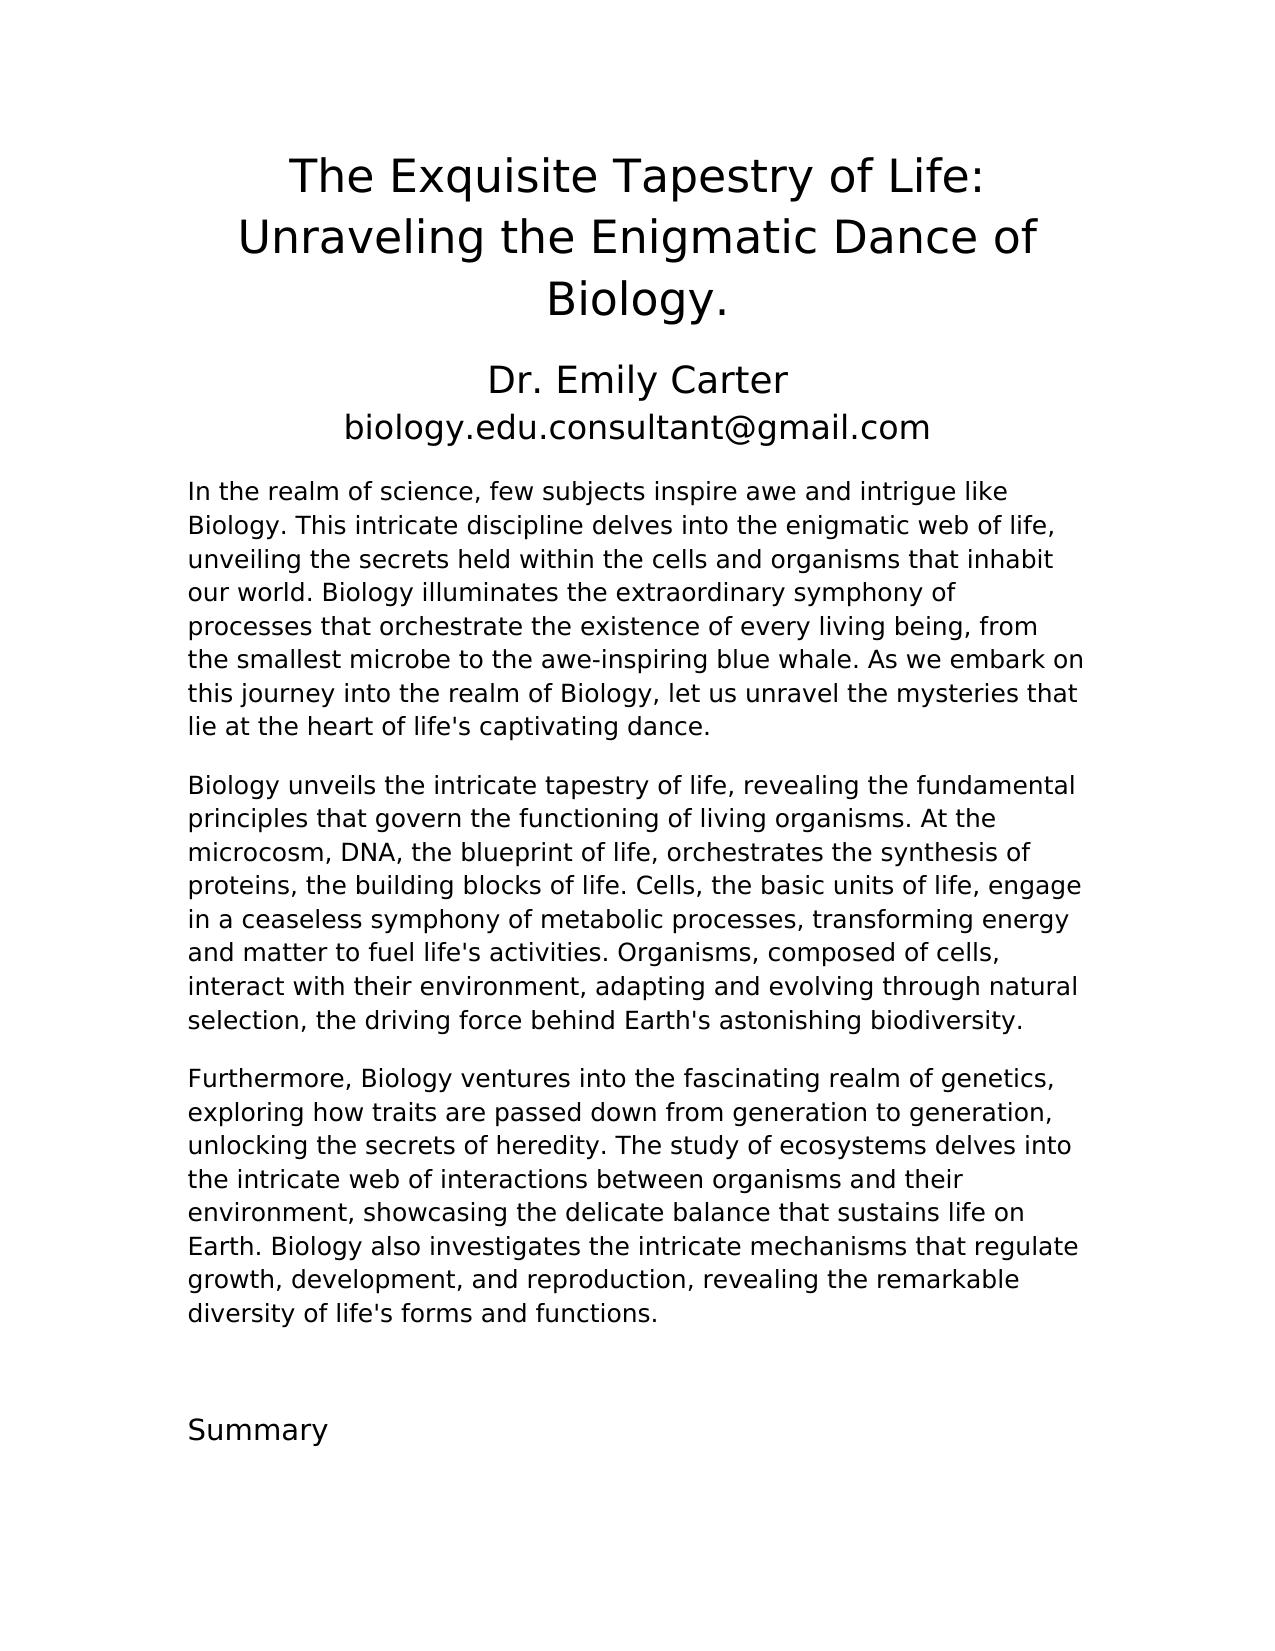 The Exquisite Tapestry of Life:
Unraveling the Enigmatic Dance of
Biology.
Dr. Emily Carter
biology.edu.consultant@gmail.com
In the realm of science, few subjects inspire awe and intrigue like
Biology. This intricate discipline delves into the enigmatic web of life,
unveiling the secrets held within the cells and organisms that inhabit
our world. Biology illuminates the extraordinary symphony of
processes that orchestrate the existence of every living being, from
the smallest microbe to the awe-inspiring blue whale. As we embark on
this journey into the realm of Biology, let us unravel the mysteries that
lie at the heart of life's captivating dance.
Biology unveils the intricate tapestry of life, revealing the fundamental
principles that govern the functioning of living organisms. At the
microcosm, DNA, the blueprint of life, orchestrates the synthesis of
proteins, the building blocks of life. Cells, the basic units of life, engage
in a ceaseless symphony of metabolic processes, transforming energy
and matter to fuel life's activities. Organisms, composed of cells,
interact with their environment, adapting and evolving through natural
selection, the driving force behind Earth's astonishing biodiversity.
Furthermore, Biology ventures into the fascinating realm of genetics,
exploring how traits are passed down from generation to generation,
unlocking the secrets of heredity. The study of ecosystems delves into
the intricate web of interactions between organisms and their
environment, showcasing the delicate balance that sustains life on
Earth. Biology also investigates the intricate mechanisms that regulate
growth, development, and reproduction, revealing the remarkable
diversity of life's forms and functions.
Summary